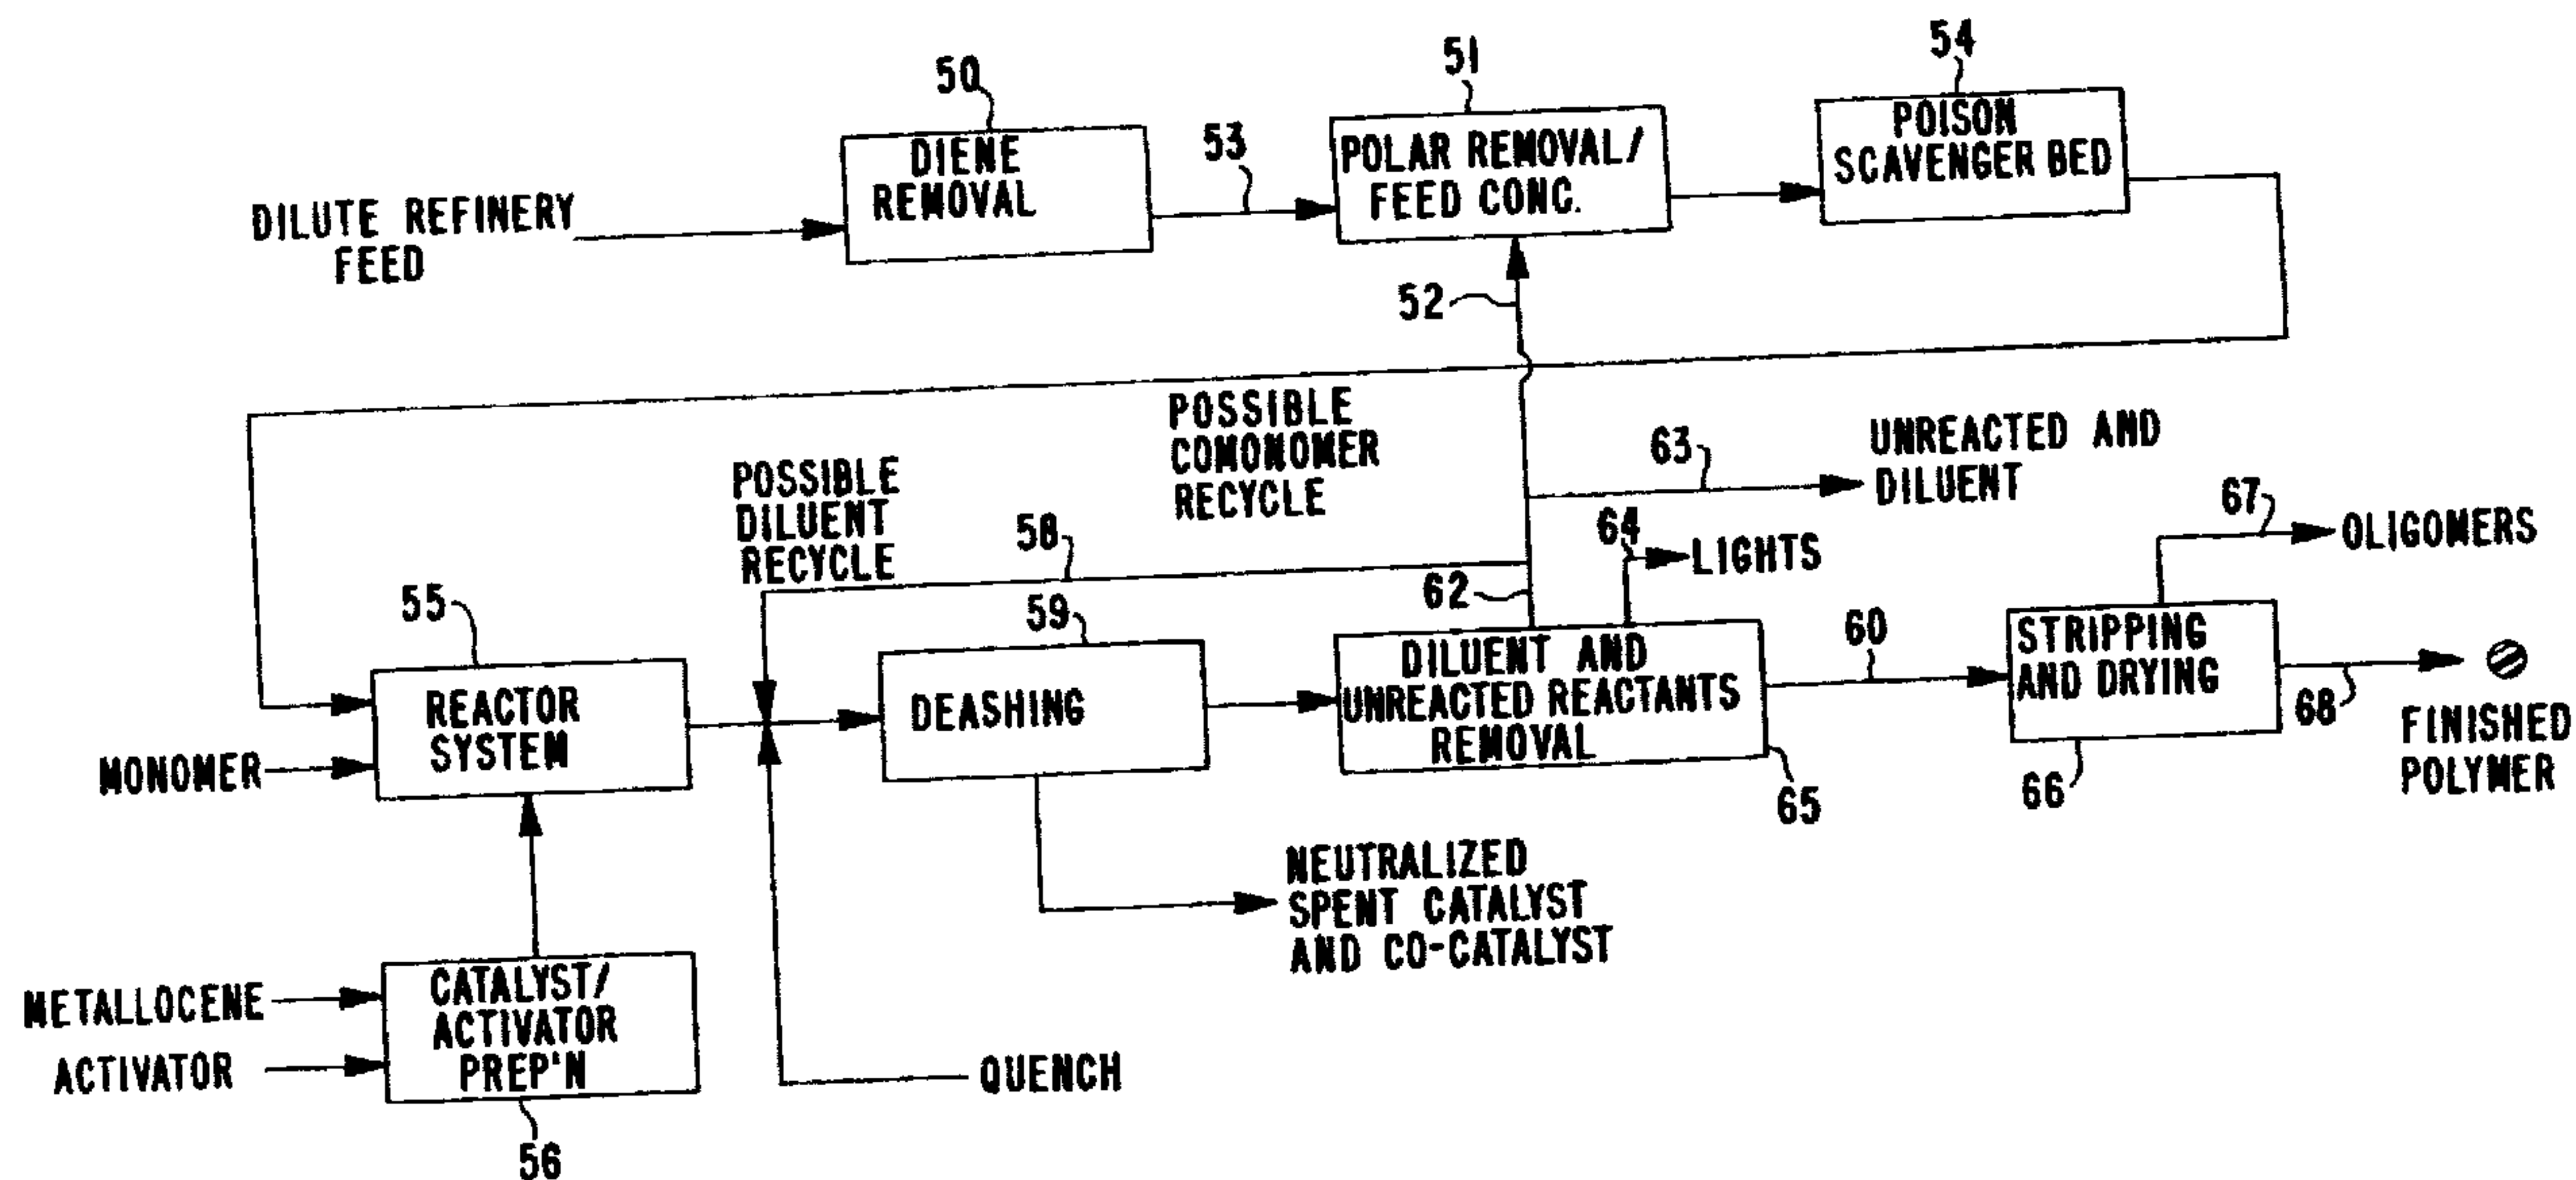 54
51
50
POISON
SCAVENGER BED
DIENE
REMOVAL
53
POLAR REMOVAL/
FEED CONC.
DILUTE REFINERY
FEED
52
POSSIBLE
COMONOMER
RECYCLE
63
UNREACTED AND
DILUENT
POSSIBLE
DILUENT
RECYCLE
58
64
LIGHTS
67
OLIGOMERS
55
59
62
60
REACTOR
SYSTEM
DEASHING
DILUENT AND
UNREACTED REACTANTS
REMOVAL
STRIPPING
AND DRYING
68
FINISHED
POLYMER
MONOMER
65
66
NEUTRALIZED
SPENT CATALYST
AND CO-CATALYST
METALLOCENE
ACTIVATOR
CATALYST/
ACTIVATOR
PREP'N
QUENCH
56